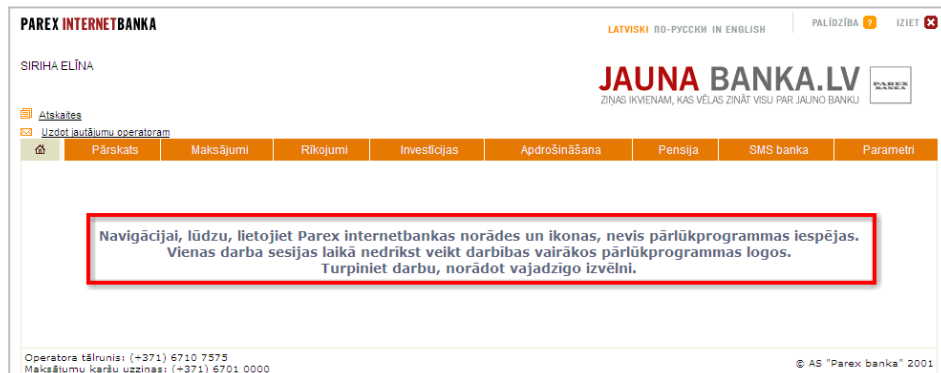 PAREX INTERNETBANKA
LATVISKI ПО-РУССКИ IN ENGLISH PALĪDZĪBA ? IZIET
SIRIHA ELĪNA
JAUNA BANKA.LV PAREX BANKA
ZIŅAS IKVIENAM, KAS VĒLAS ZINĀT VISU PAR JAUNO BANKU
Atskaites
Uzdot jautājumu operatoram
Pārskats Maksājumi Rīkojumi Investīcijas Apdrošināšana Pensija SMS banka Parametri
Navigācijai, lūdzu, lietojiet Parex internetbankas norādes un ikonas, nevis pārlūkprogrammas iespējas.
Vienas darba sesijas laikā nedrīkst veikt darbības vairākos pārlūkprogrammas logos.
Turpiniet darbu, norādot vajadzīgo izvēlni.
Operatora tālrunis: (+371) 6710 7575
Maksājumu karšu uzziņas: (+371) 6701 0000
© AS "Parex banka" 2001